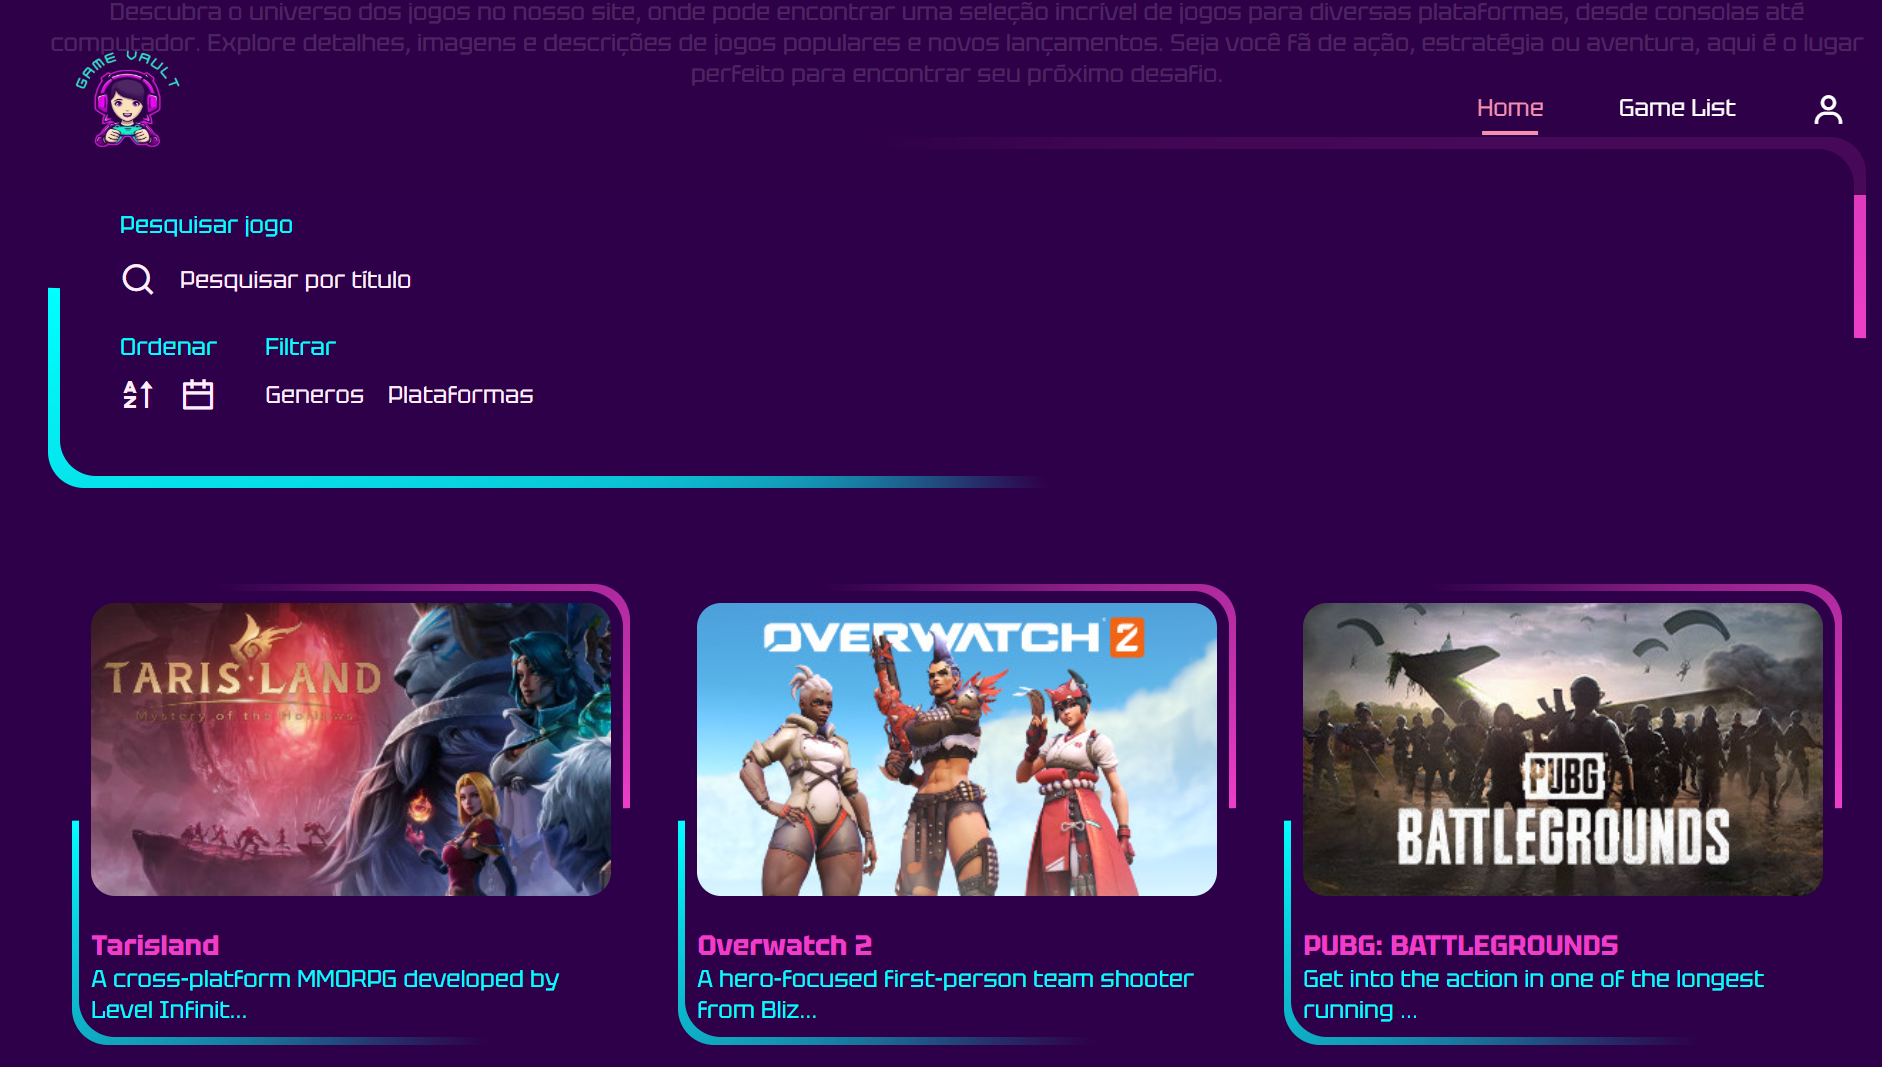 Descubra o universo dos jogos no nosso site, onde pode encontrar uma seleção incrível de jogos para diversas plataformas, desde consolas até
computador. Explore detalhes, imagens e descrições de jogos populares e novos lançamentos. Seja você fã de ação, estratégia ou aventura, aqui é o lugar
perfeito para encontrar seu próximo desafio.
GAME VAULT
Home
Game List
Pesquisar jogo
Pesquisar por título
Ordenar
Filtrar
A
Z
Generos
Plataformas
TARISLAND
Mystery of the Hollows
OVERWATCH 2
PUBG
BATTLEGROUNDS
Tarisland
A cross-platform MMORPG developed by
Level Infinit...
Overwatch 2
A hero-focused first-person team shooter
from Bliz...
PUBG: BATTLEGROUNDS
Get into the action in one of the longest
running ...